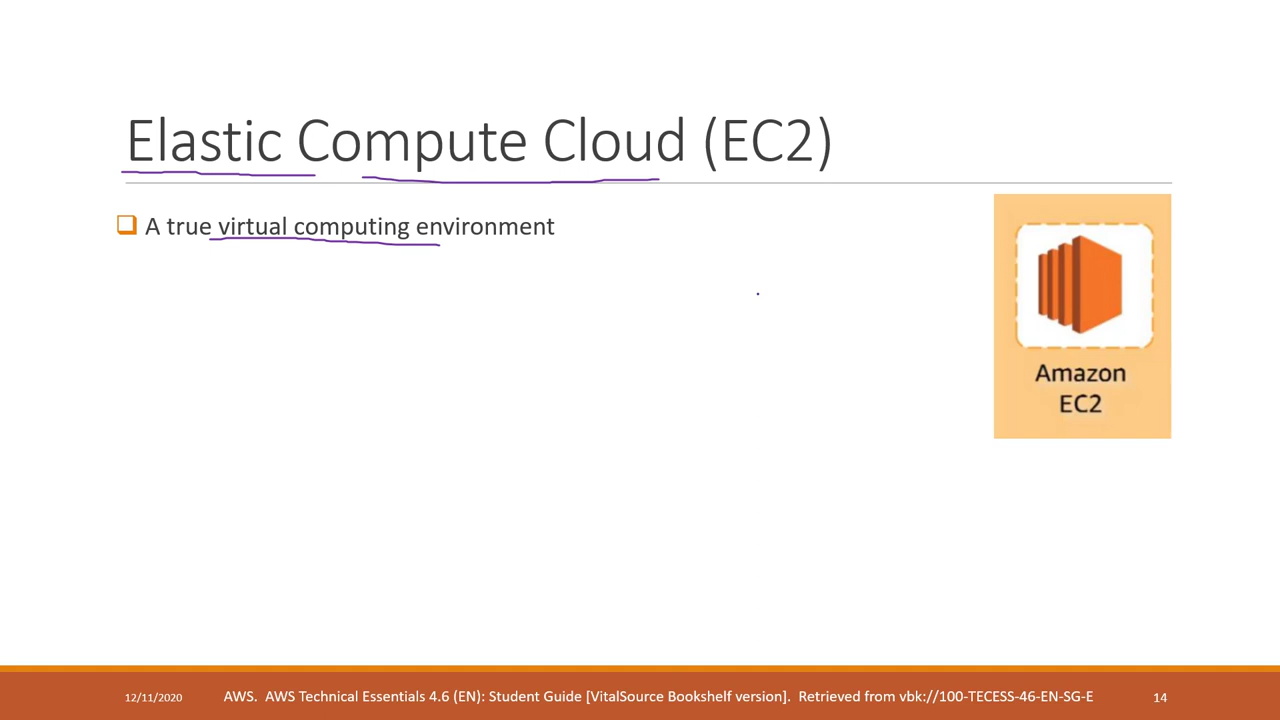 Elastic Compute Cloud (EC2)
A true virtual computing environment
Amazon
EC2
12/11/2020
AWS. AWS Technical Essentials 4.6 (EN): Student Guide [VitalSource Bookshelf version]. Retrieved from vbk://100-TECESS-46-EN-SG-E
14